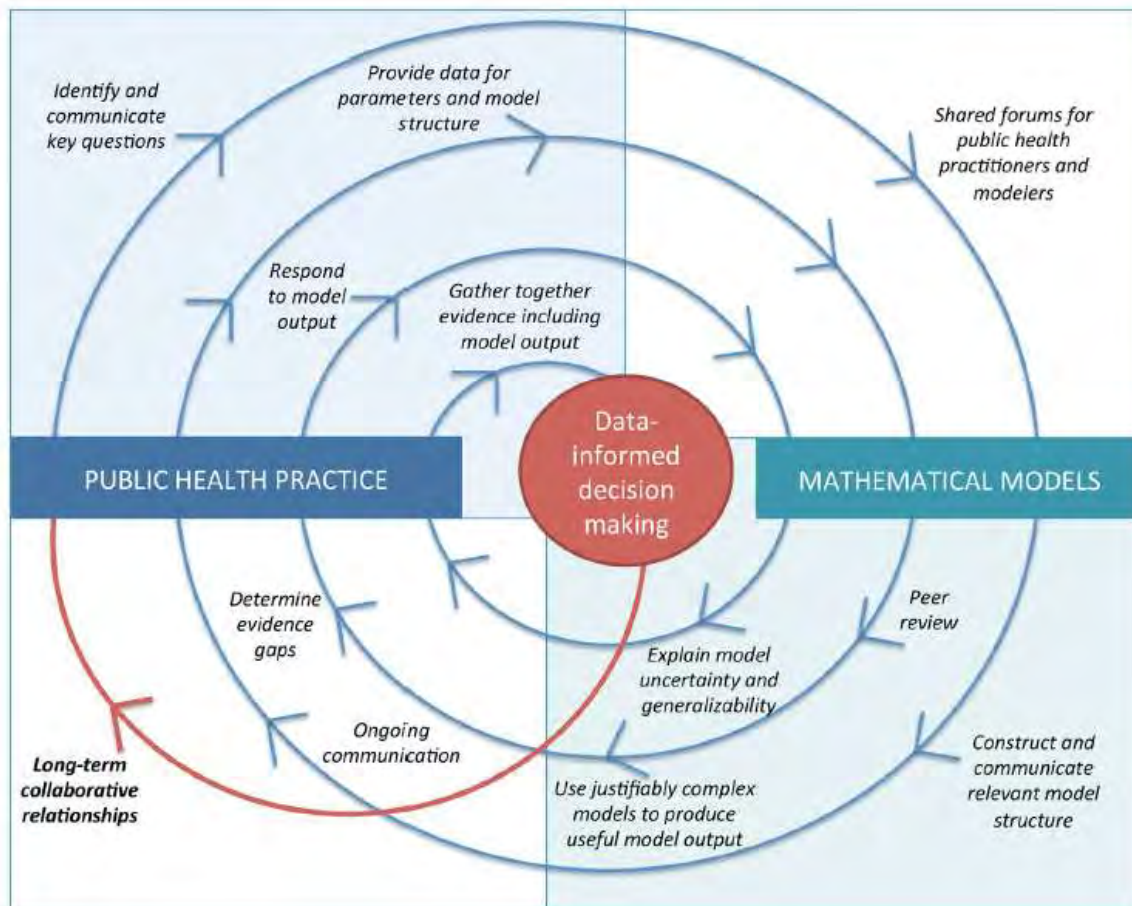 Identify and
communicate
key questions
Provide data for
parameters and model
structure
Shared forums for
public health
practitioners and
modelers
Respond
to model
output
Gather together
evidence including
model output
Data-
informed
decision
making
PUBLIC HEALTH PRACTICE
MATHEMATICAL MODELS
Determine
evidence
gaps
Peer
review
Explain model
uncertainty and
generalizability
Ongoing
communication
Long-term
collaborative
relationships
Use justifiably complex
models to produce
useful model output
Construct and
communicate
relevant model
structure